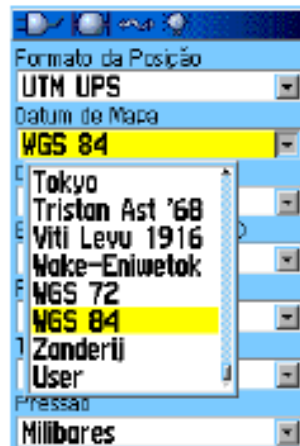 Formato da Posição
UTM UPS
Datum de Mapa
WGS 84
Tokyo
Tristan Ast '68
Viti Levu 1916
Wake-Eniwetok
WGS 72
WGS 84
Zanderij
User
Pressão
Milibares